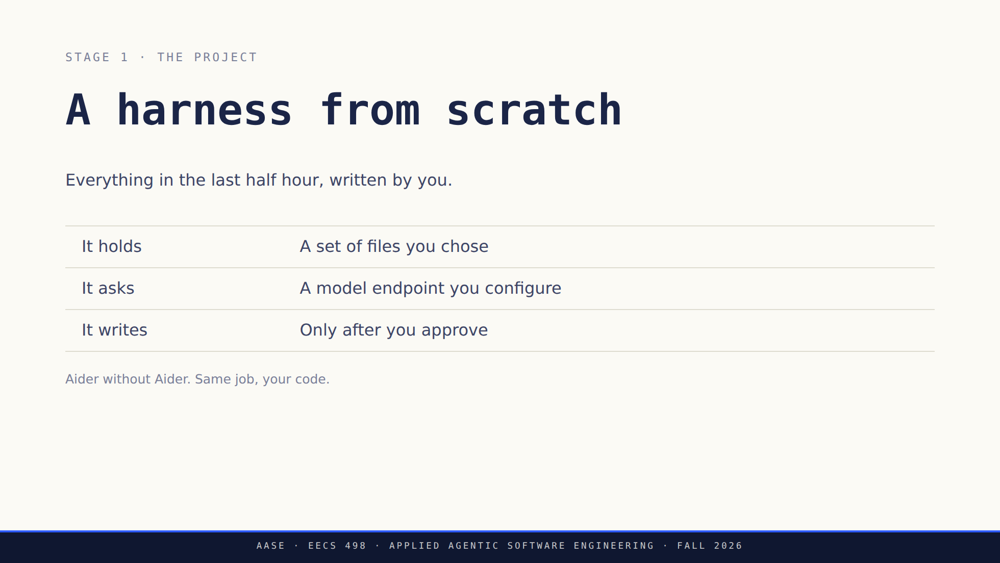 STAGE 1 · THE PROJECT
A harness from scratch
Everything in the last half hour, written by you.
It holds A set of files you chose
It asks A model endpoint you configure
It writes Only after you approve
Aider without Aider. Same job, your code.
AASE · EECS 498 · APPLIED AGENTIC SOFTWARE ENGINEERING · FALL 2026